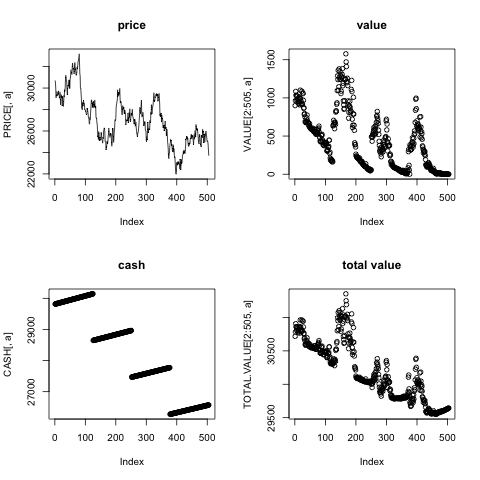 price
PRICE[, a]
22000
26000
30000
0
100
200
300
400
500
Index
value
VALUE[2:505, a]
0
500
1000
1500
0
100
200
300
400
500
Index
cash
CASH[, a]
27000
29000
0
100
200
300
400
500
Index
total value
TOTAL.VALUE[2:505, a]
29500
30500
0
100
200
300
400
500
Index